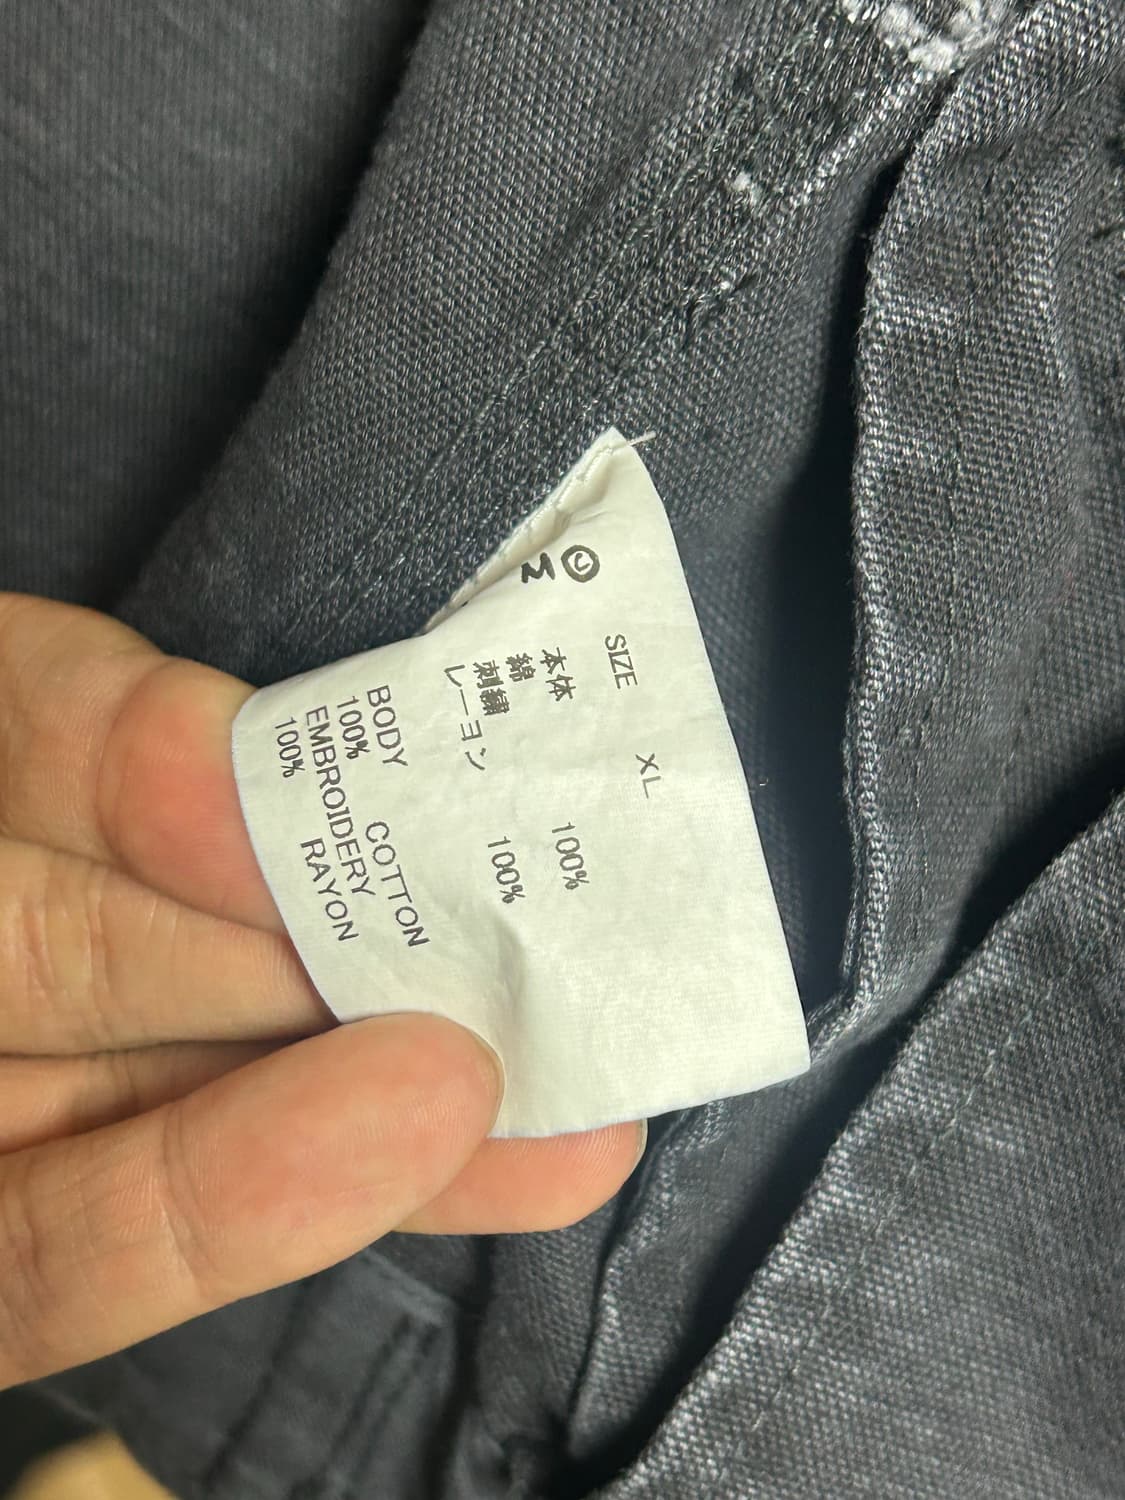 SIZE XL
本体
綿 100%
刺繍
レーヨン 100%
BODY COTTON
100%
EMBROIDERY RAYON
100%